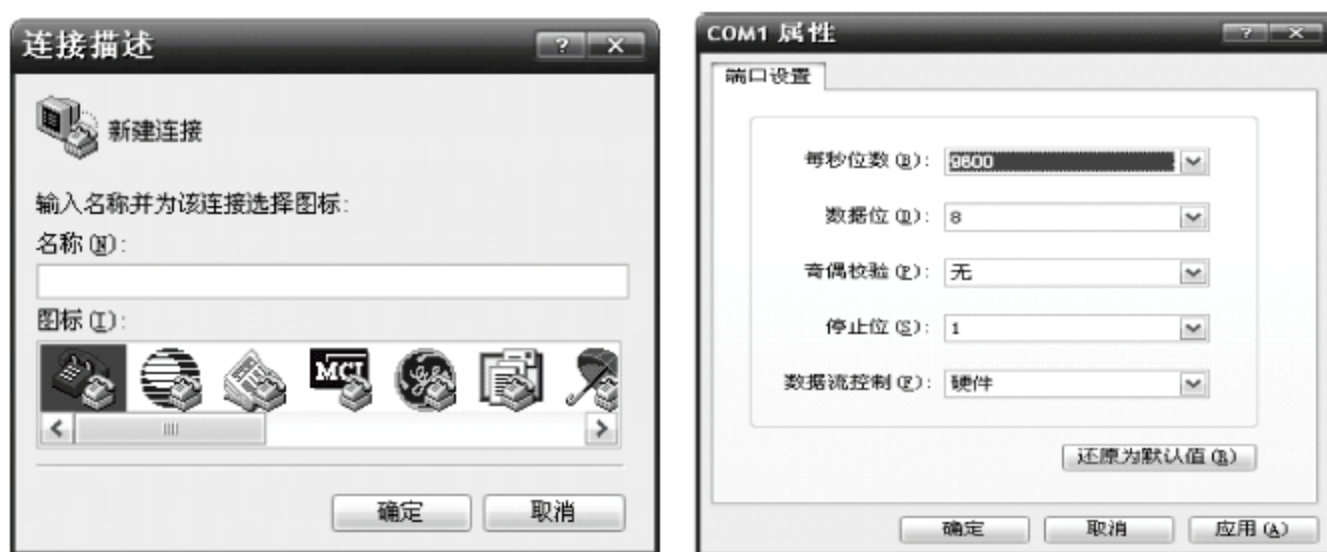 连接描述
新建连接
输入名称并为该连接选择图标:
名称(N):
图标(I):
MCI
确定
取消
COM1 属性
端口设置
每秒位数(B): 9600
数据位(D): 8
奇偶校验(P): 无
停止位(S): 1
数据流控制(F): 硬件
还原为默认值(R)
确定
取消
应用(A)